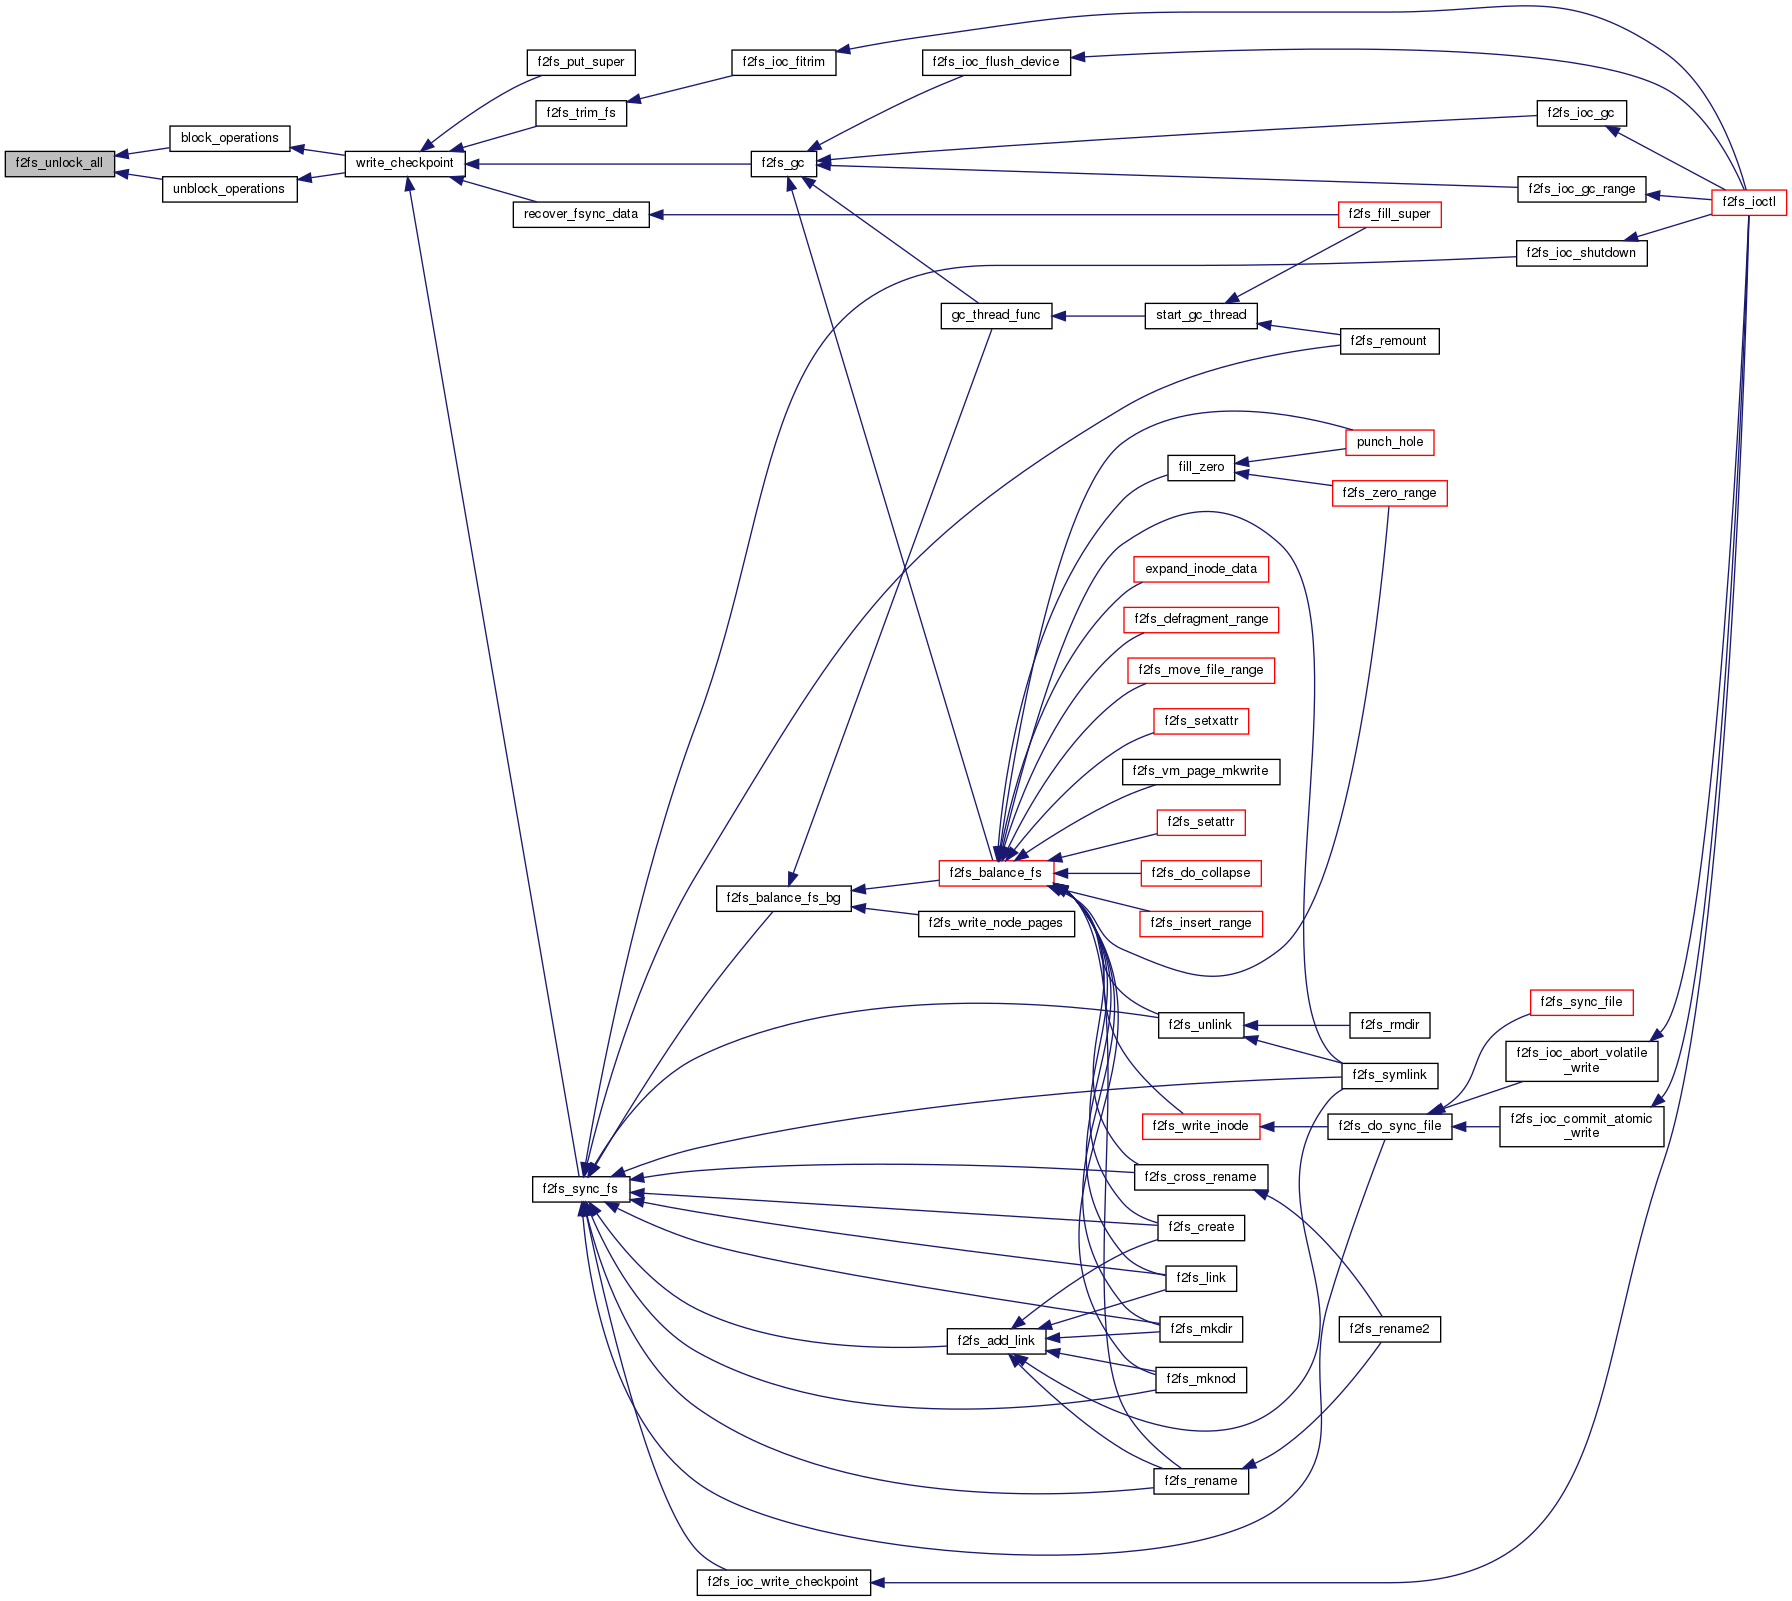 f2fs_unlock_all
block_operations
unblock_operations
write_checkpoint
f2fs_put_super
f2fs_trim_fs
recover_fsync_data
f2fs_sync_fs
f2fs_ioc_fitrim
f2fs_gc
f2fs_balance_fs_bg
f2fs_ioc_write_checkpoint
f2fs_ioc_flush_device
gc_thread_func
f2fs_balance_fs
f2fs_write_node_pages
f2fs_add_link
start_gc_thread
fill_zero
expand_inode_data
f2fs_defragment_range
f2fs_move_file_range
f2fs_setxattr
f2fs_vm_page_mkwrite
f2fs_setattr
f2fs_do_collapse
f2fs_insert_range
f2fs_unlink
f2fs_write_inode
f2fs_cross_rename
f2fs_create
f2fs_link
f2fs_mkdir
f2fs_mknod
f2fs_rename
f2fs_fill_super
f2fs_remount
punch_hole
f2fs_zero_range
f2fs_rmdir
f2fs_symlink
f2fs_do_sync_file
f2fs_rename2
f2fs_ioc_gc
f2fs_ioc_gc_range
f2fs_ioc_shutdown
f2fs_sync_file
f2fs_ioc_abort_volatile
_write
f2fs_ioc_commit_atomic
_write
f2fs_ioctl